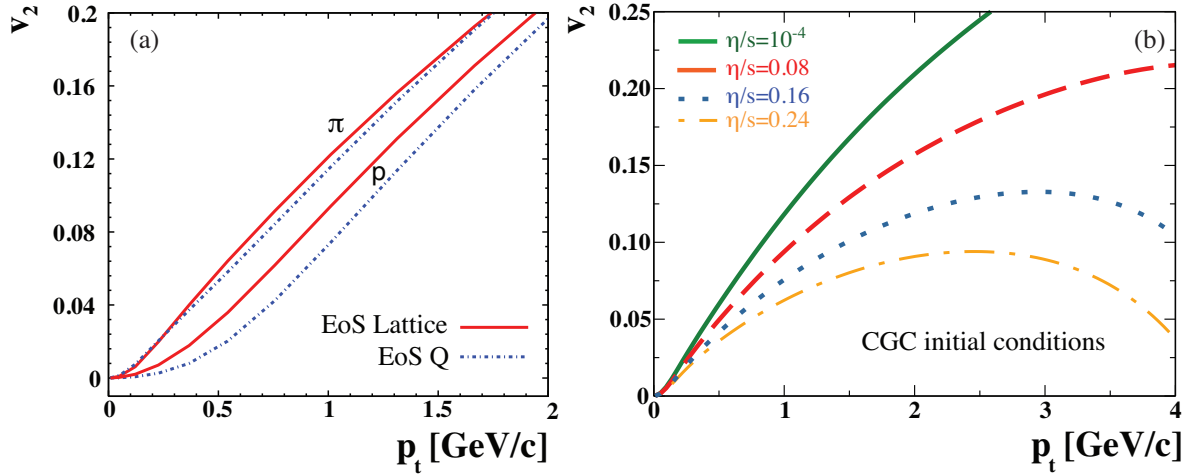 v₂
(a)
0.2
0.16
0.12
0.08
0.04
0
π
p
EoS Lattice
EoS Q
0 0.5 1 1.5 2
pₜ [GeV/c]
v₂
(b)
0.25
0.20
0.15
0.10
0.05
0
η/s=10⁻⁴
η/s=0.08
η/s=0.16
η/s=0.24
CGC initial conditions
0 1 2 3 4
pₜ [GeV/c]